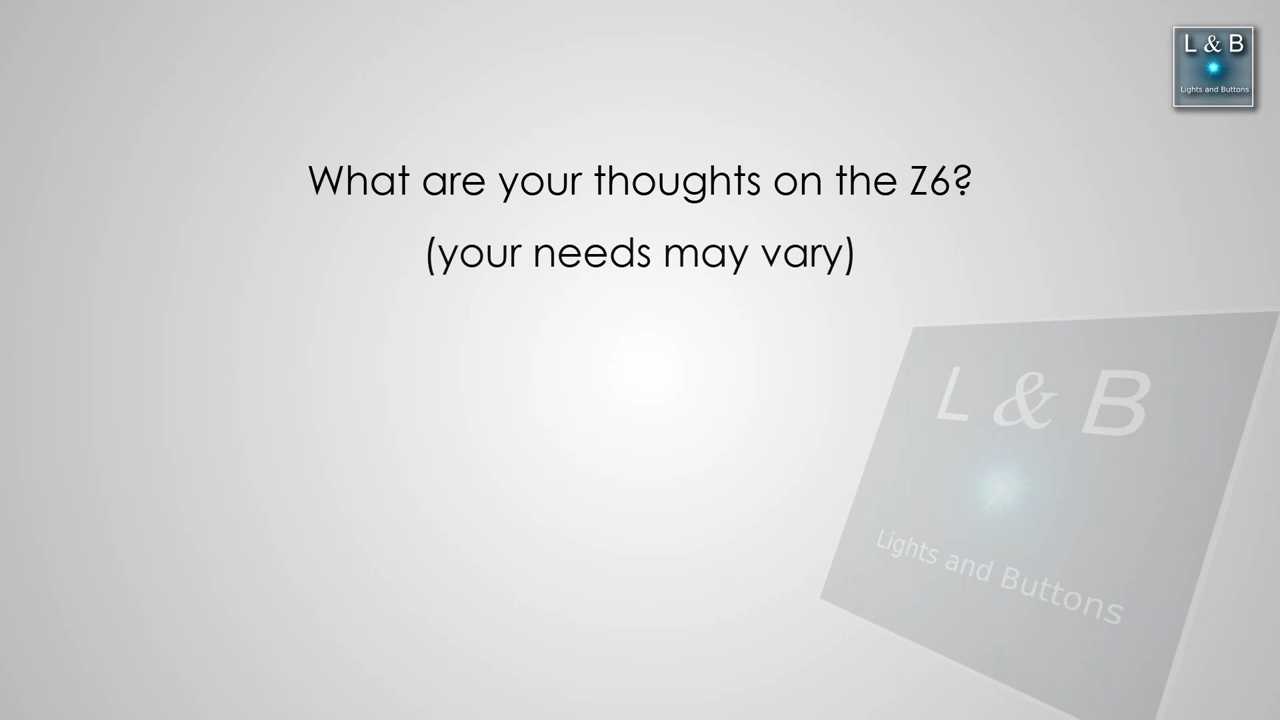 L & B
Lights and Buttons
What are your thoughts on the Z6?
(your needs may vary)
L & B
Lights and Buttons